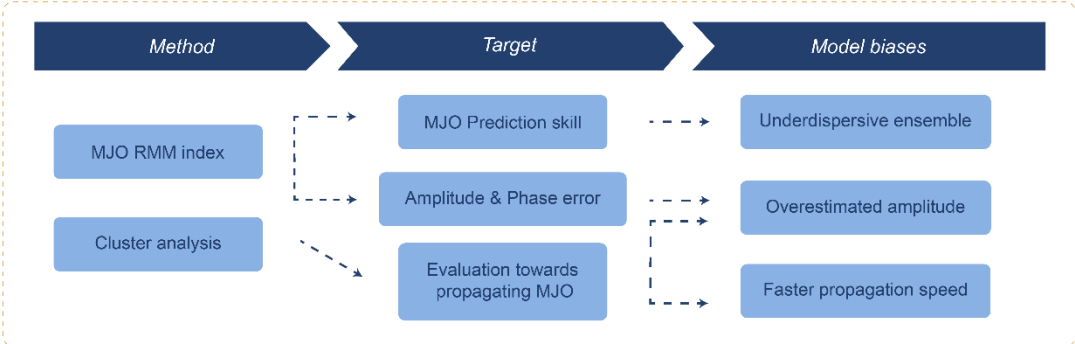 Method
Target
Model biases
MJO RMM index
Cluster analysis
MJO Prediction skill
Amplitude & Phase error
Evaluation towards
propagating MJO
Underdispersive ensemble
Overestimated amplitude
Faster propagation speed